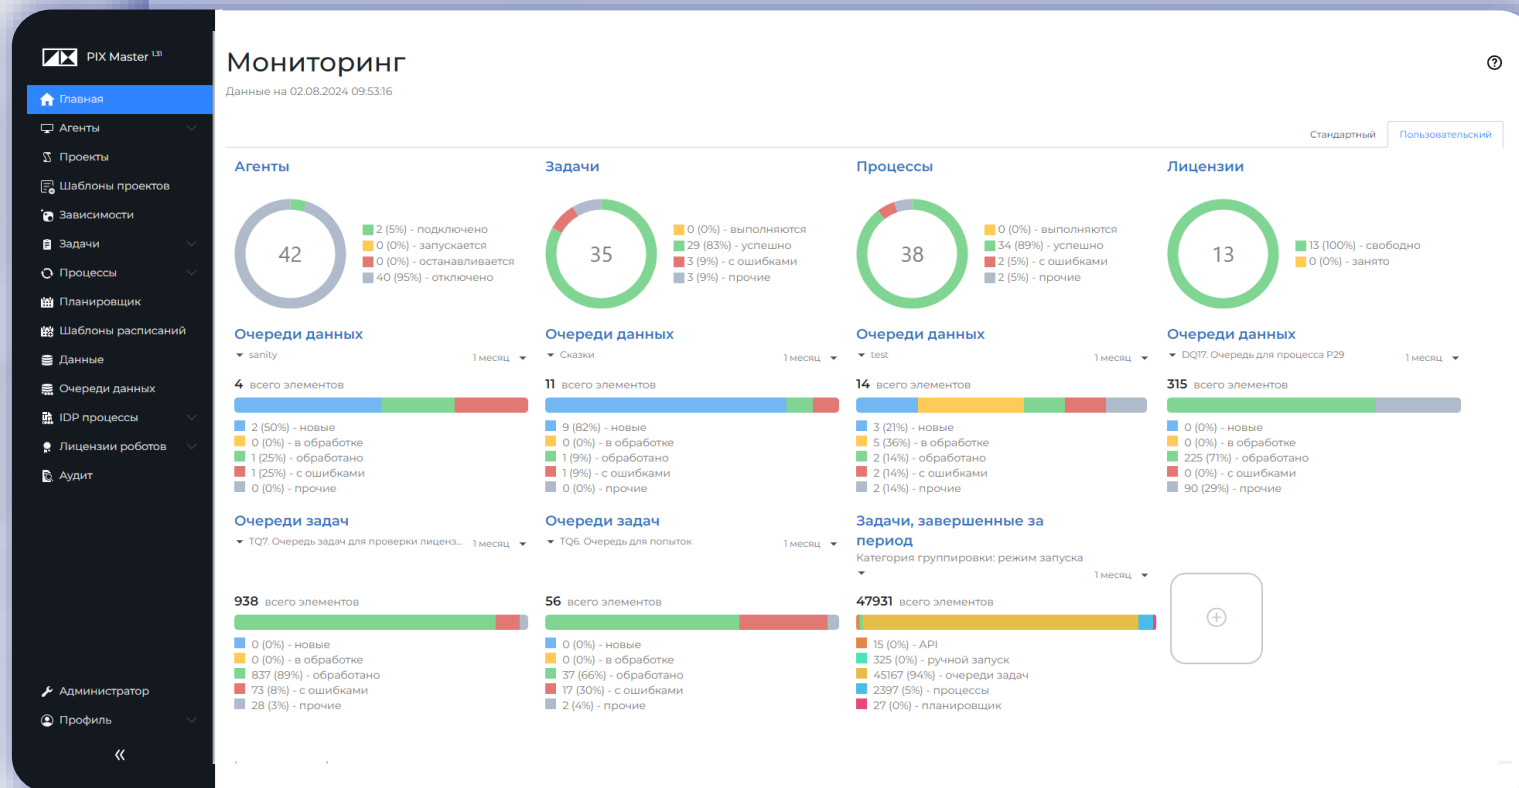 PIX Master 1.31
Главная
Агенты
Проекты
Шаблоны проектов
Зависимости
Задачи
Процессы
Планировщик
Шаблоны расписаний
Данные
Очереди данных
IDP процессы
Лицензии роботов
Аудит
Администратор
Профиль
Мониторинг
Данные на 02.08.2024 09:53:16
Стандартный
Пользовательский
Агенты
42
2 (5%) - подключено
0 (0%) - запускается
0 (0%) - останавливается
40 (95%) - отключено
Задачи
35
0 (0%) - выполняются
29 (83%) - успешно
3 (9%) - с ошибками
3 (9%) - прочие
Процессы
38
0 (0%) - выполняются
34 (89%) - успешно
2 (5%) - с ошибками
2 (5%) - прочие
Лицензии
13
13 (100%) - свободно
0 (0%) - занято
Очереди данных
sanity
1 месяц
4 всего элементов
2 (50%) - новые
0 (0%) - в обработке
1 (25%) - обработано
1 (25%) - с ошибками
0 (0%) - прочие
Очереди данных
Сказки
1 месяц
11 всего элементов
9 (82%) - новые
0 (0%) - в обработке
1 (9%) - обработано
1 (9%) - с ошибками
0 (0%) - прочие
Очереди данных
test
1 месяц
14 всего элементов
3 (21%) - новые
5 (36%) - в обработке
2 (14%) - обработано
2 (14%) - с ошибками
2 (14%) - прочие
Очереди данных
DQ17. Очередь для процесса P29
1 месяц
315 всего элементов
0 (0%) - новые
0 (0%) - в обработке
225 (71%) - обработано
0 (0%) - с ошибками
90 (29%) - прочие
Очереди задач
TQ7. Очередь задач для проверки лиценз...
1 месяц
938 всего элементов
0 (0%) - новые
0 (0%) - в обработке
837 (89%) - обработано
73 (8%) - с ошибками
28 (3%) - прочие
Очереди задач
TQ6. Очередь для попыток
1 месяц
56 всего элементов
0 (0%) - новые
0 (0%) - в обработке
37 (66%) - обработано
17 (30%) - с ошибками
2 (4%) - прочие
Задачи, завершенные за
период
Категория группировки: режим запуска
1 месяц
47931 всего элементов
15 (0%) - API
325 (0%) - ручной запуск
45167 (94%) - очереди задач
2397 (5%) - процессы
27 (0%) - планировщик